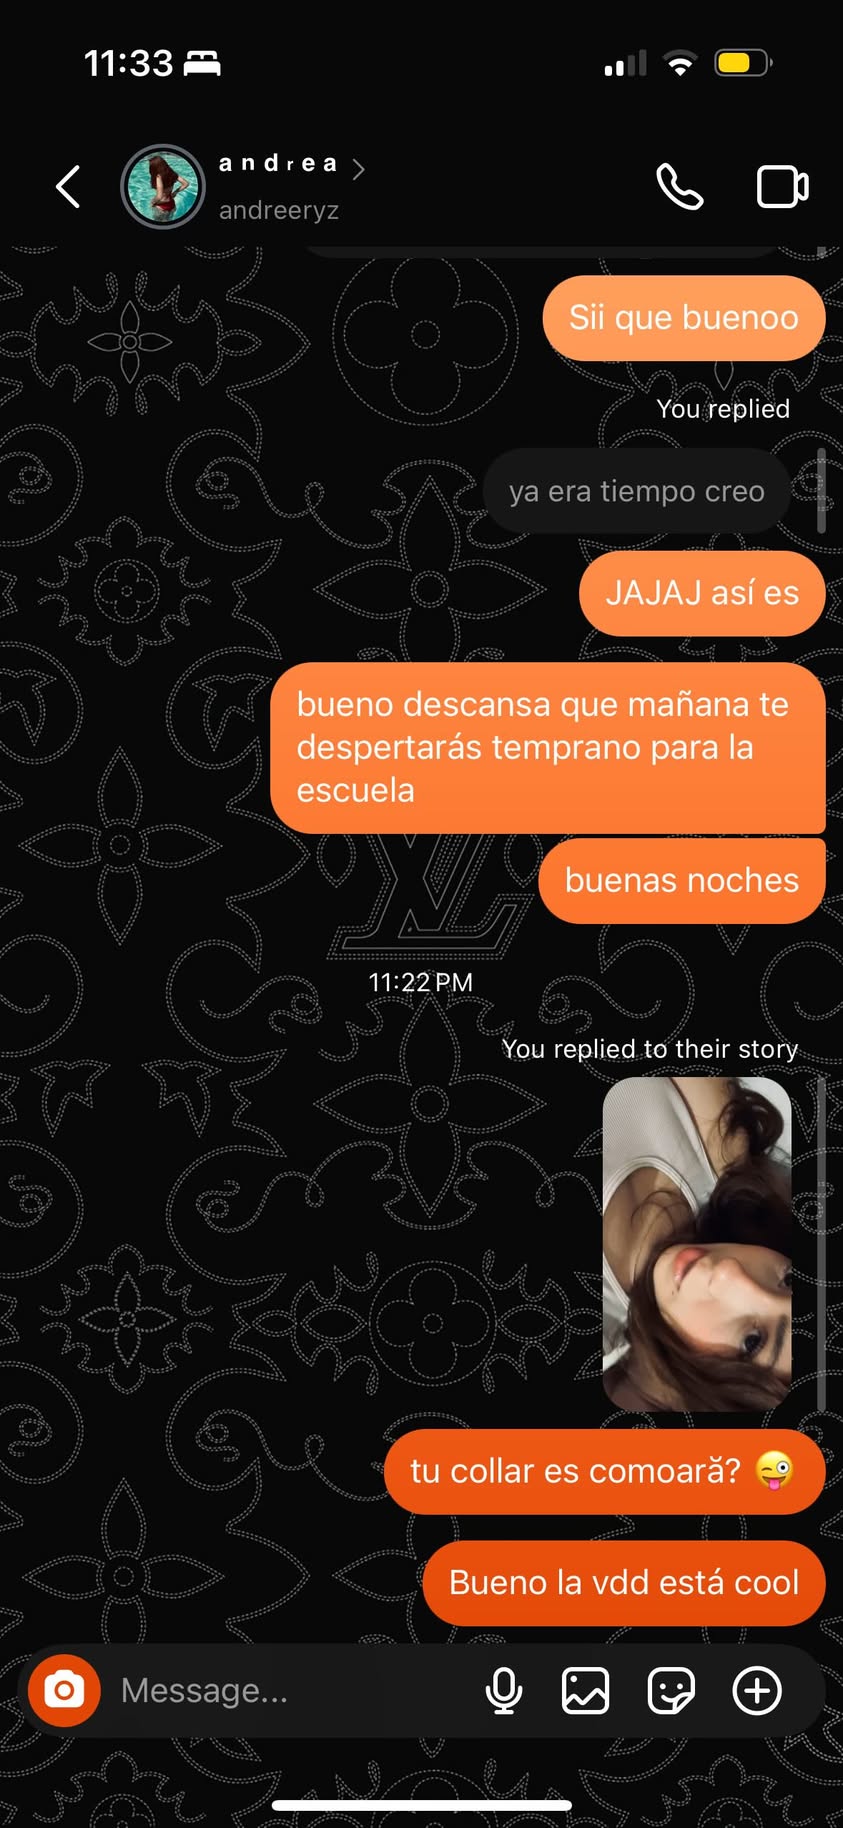 11:33
andrea
andreeryz
Sii que buenoo
You replied
ya era tiempo creo
JAJAJ así es
bueno descansa que mañana te
despertarás temprano para la
escuela
buenas noches
LV
11:22 PM
You replied to their story
tu collar es comoară? 😜
Bueno la vdd está cool
Message...